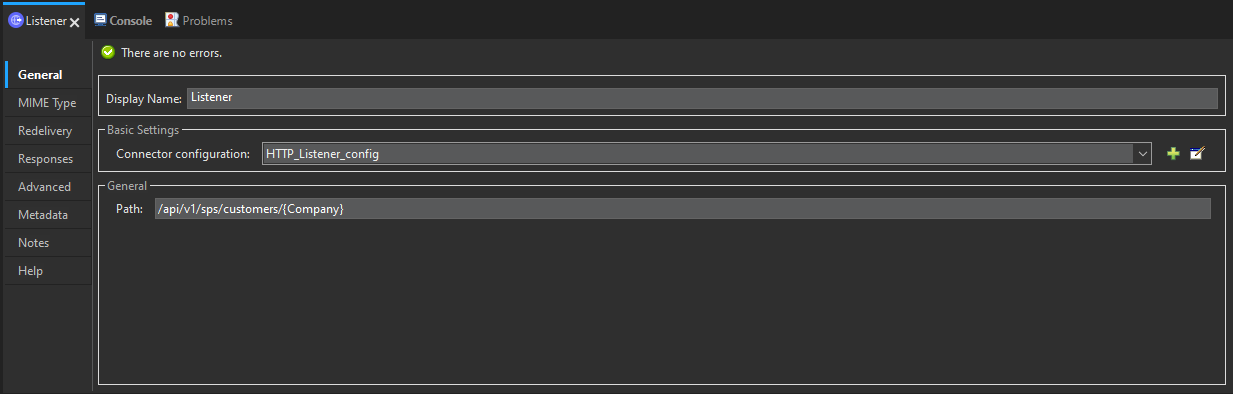 Listener Console Problems
There are no errors.
General
MIME Type
Redelivery
Responses
Advanced
Metadata
Notes
Help
Display Name: Listener
Basic Settings
Connector configuration: HTTP_Listener_config
General
Path: /api/v1/sps/customers/{Company}